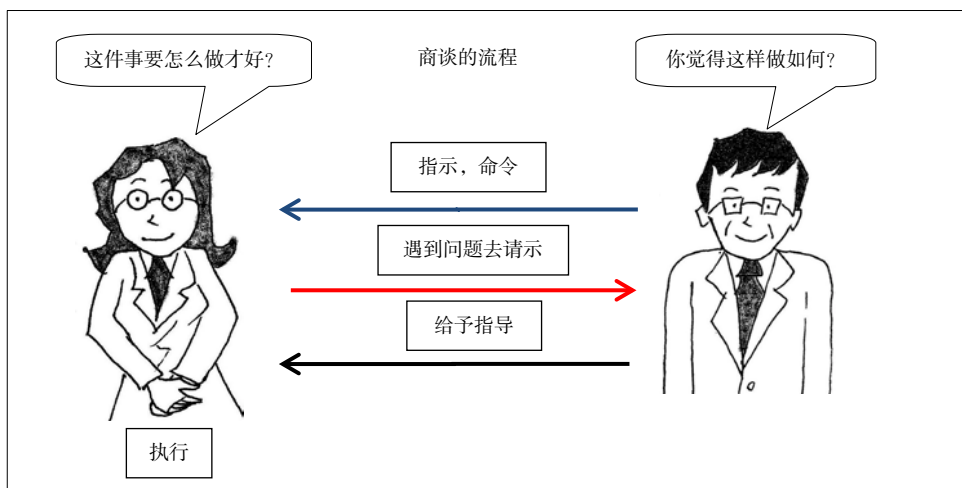 这件事要怎么做才好？
商谈的流程
你觉得这样做如何？
指示，命令
遇到问题去请示
给予指导
执行